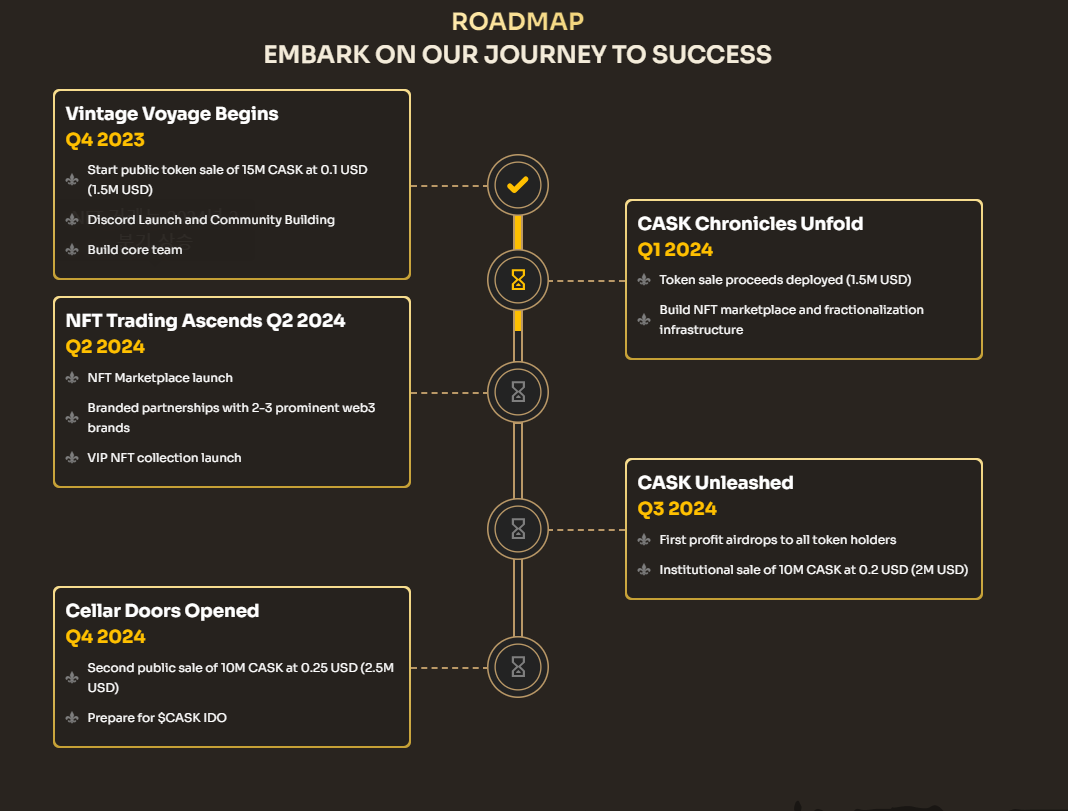 ROADMAP
EMBARK ON OUR JOURNEY TO SUCCESS
Vintage Voyage Begins
Q4 2023
Start public token sale of 15M CASK at 0.1 USD
(1.5M USD)
Discord Launch and Community Building
Build core team
CASK Chronicles Unfold
Q1 2024
Token sale proceeds deployed (1.5M USD)
Build NFT marketplace and fractionalization
infrastructure
NFT Trading Ascends Q2 2024
Q2 2024
NFT Marketplace launch
Branded partnerships with 2-3 prominent web3
brands
VIP NFT collection launch
CASK Unleashed
Q3 2024
First profit airdrops to all token holders
Institutional sale of 10M CASK at 0.2 USD (2M USD)
Cellar Doors Opened
Q4 2024
Second public sale of 10M CASK at 0.25 USD (2.5M
USD)
Prepare for $CASK IDO